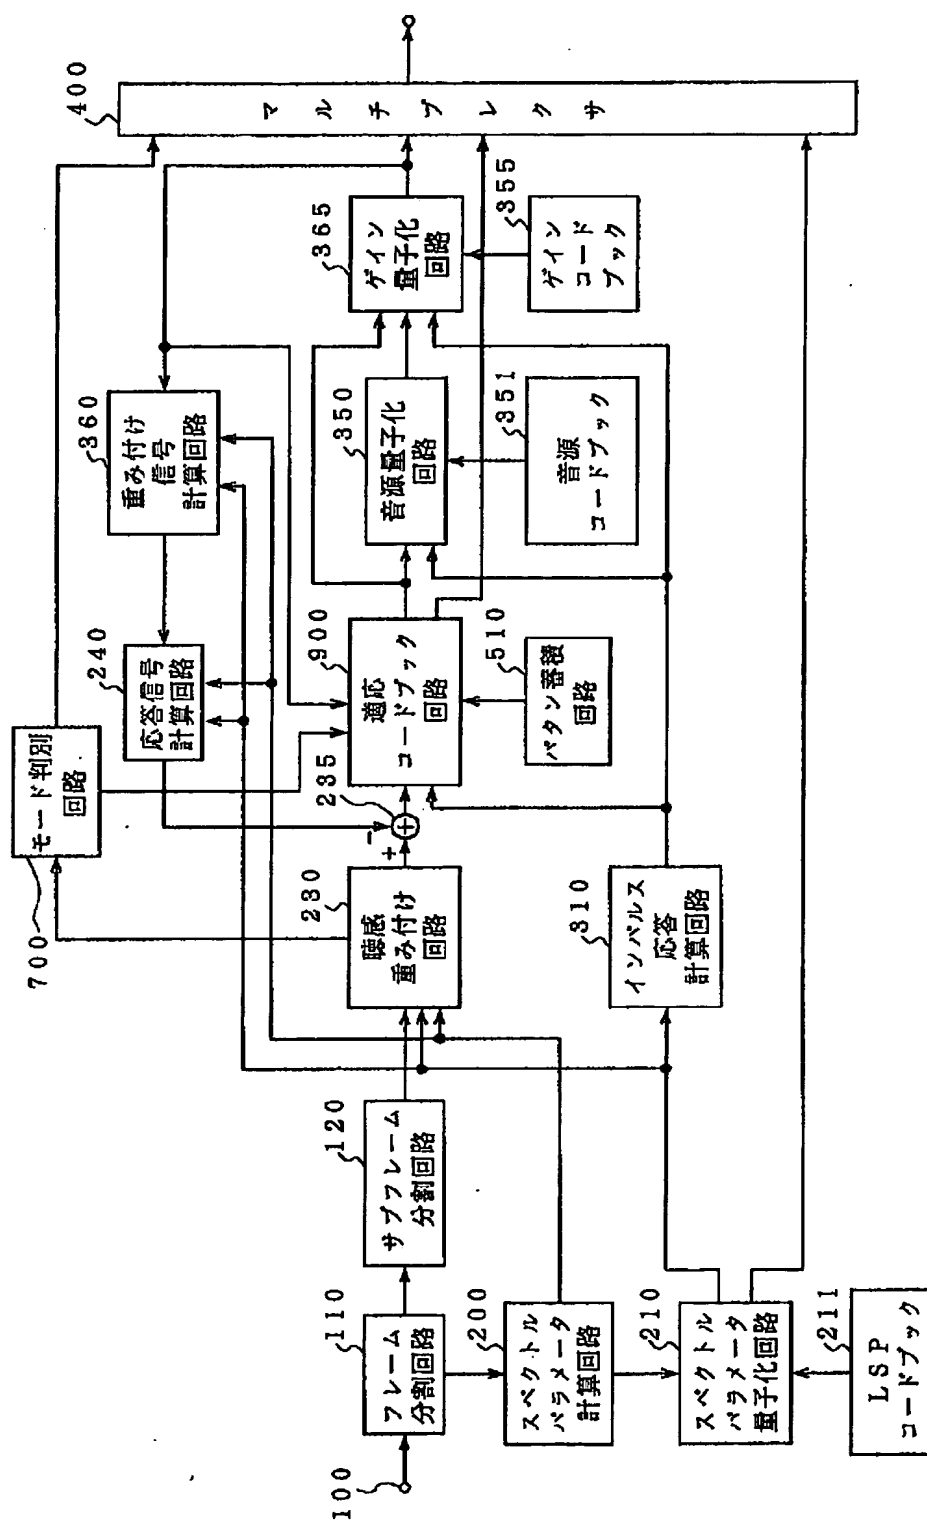 100
110
フレーム
分割回路
120
サブフレーム
分割回路
200
スペクトル
パラメータ
計算回路
210
スペクトル
パラメータ
量子化回路
211
LSP
コードブック
700
モード判別
回路
230
聴感
重み付け
回路
235
+
−
240
応答信号
計算回路
360
重み付け
信号
計算回路
310
インパルス
応答
計算回路
900
適応
コードブック
回路
510
パタン蓄積
回路
350
音源量子化
回路
351
音源
コードブック
365
ゲイン
量子化
回路
355
ゲイン
コード
ブック
400
マルチプレクサ